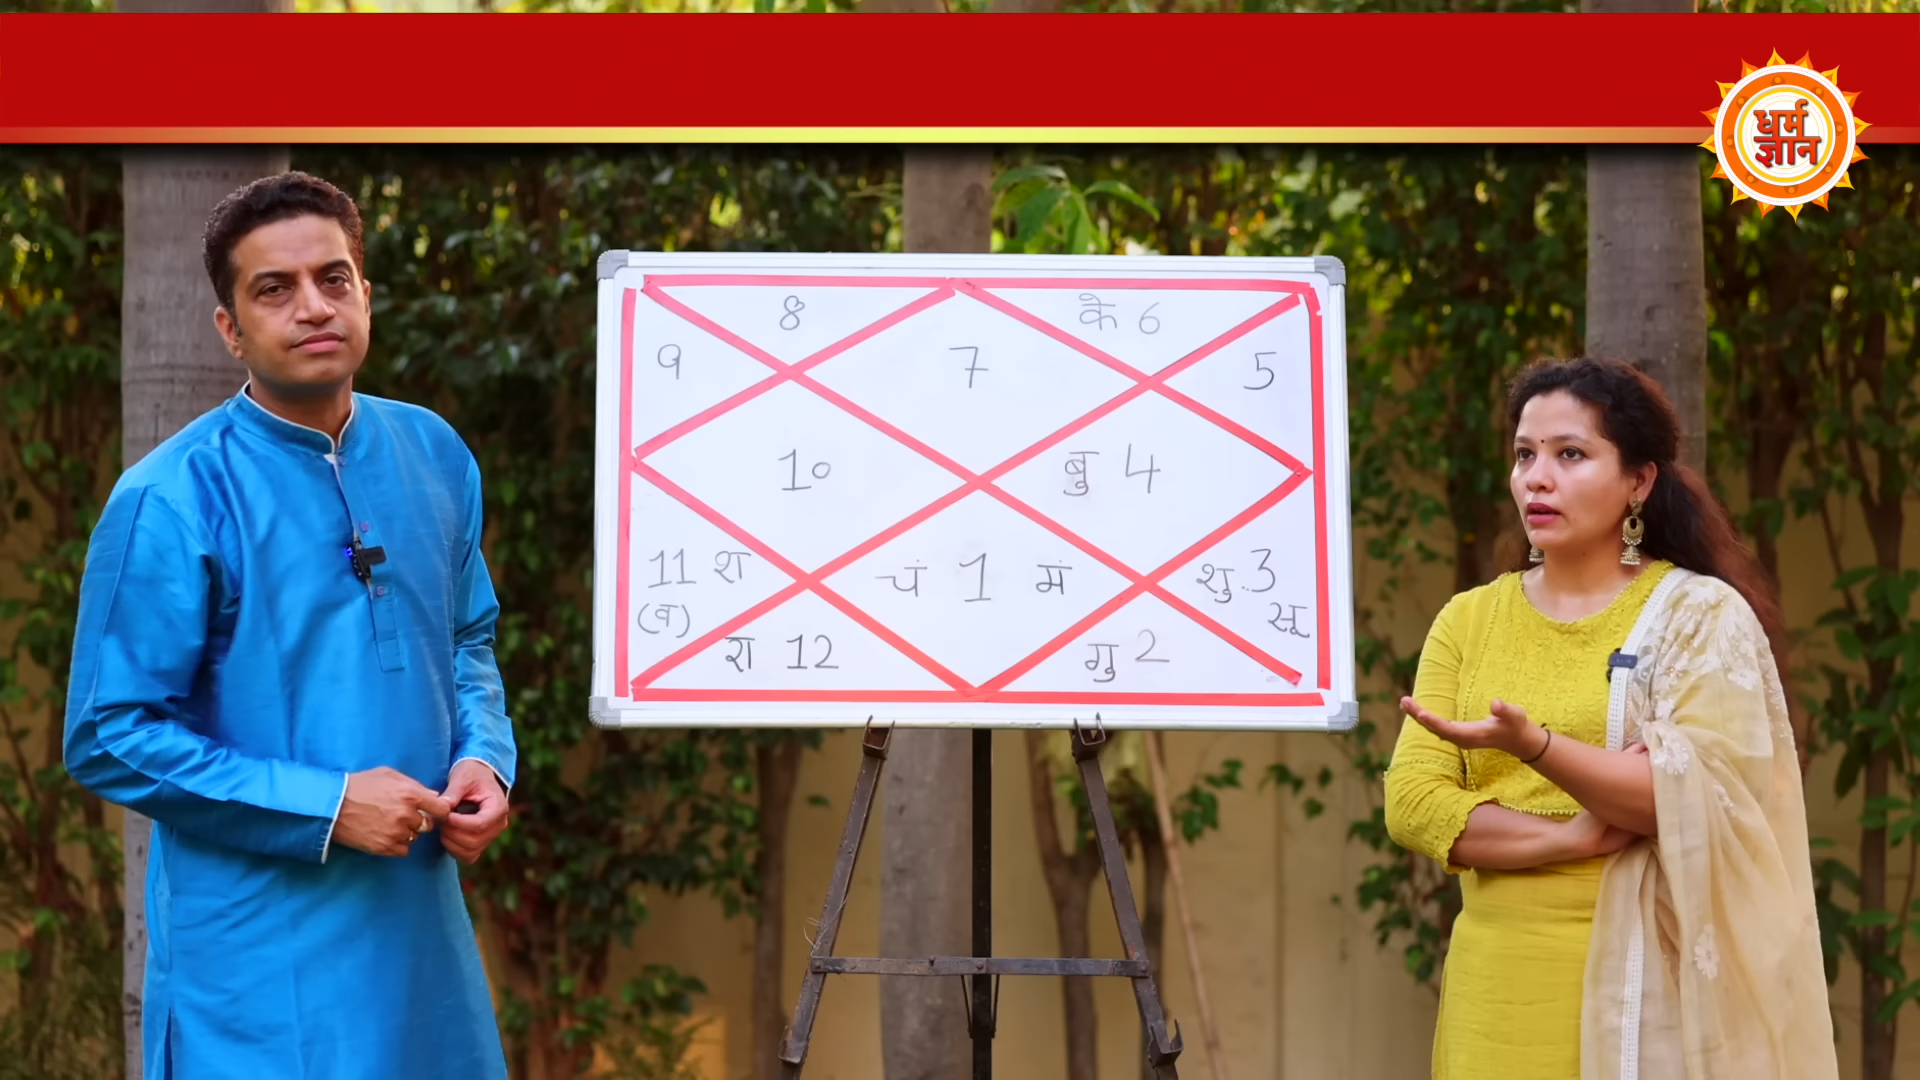 धर्म
ज्ञान
8
के 6
9
7
5
10
बु 4
11 श
(व)
चं 1 मं
शु 3
सू
रा 12
गु 2